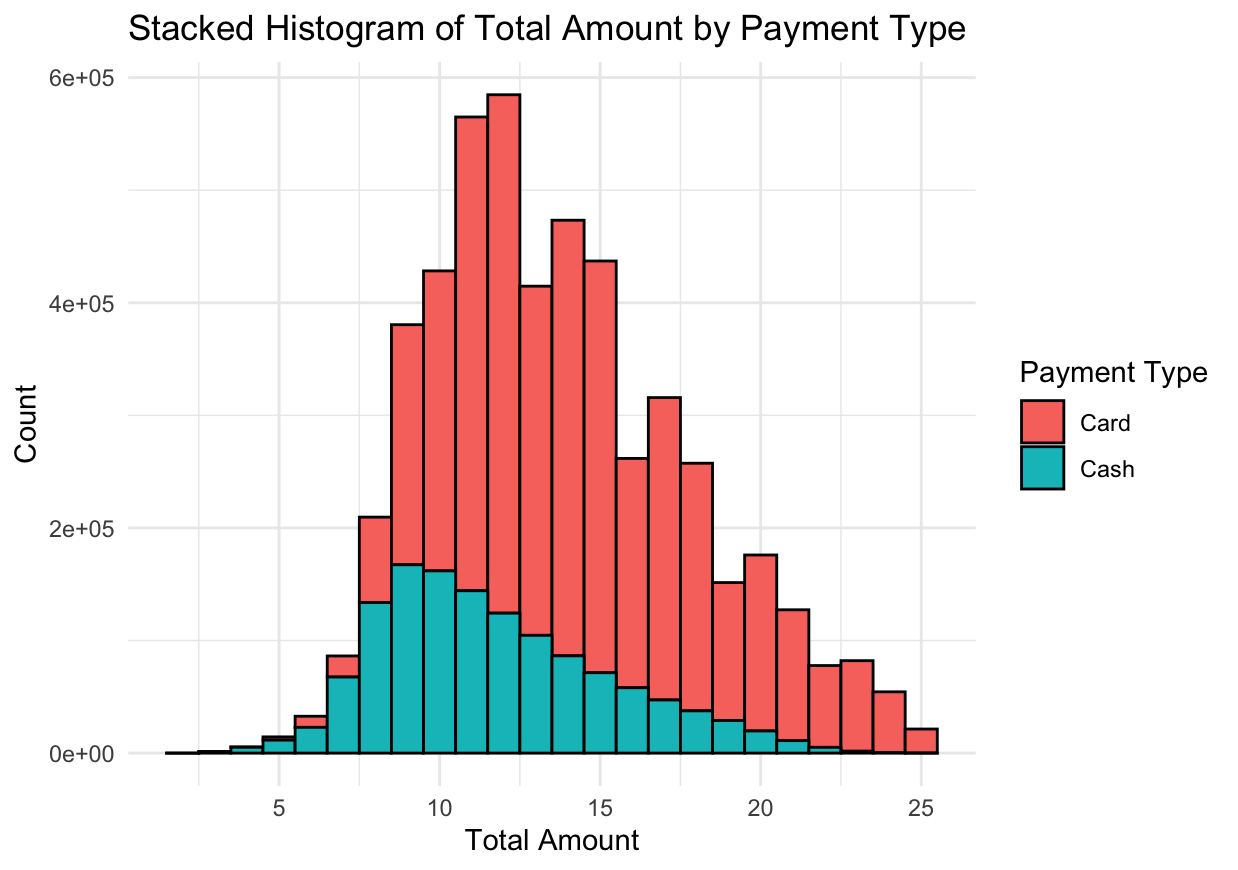 Stacked Histogram of Total Amount by Payment Type
6e+05
4e+05
2e+05
0e+00
Count
5 10 15 20 25
Total Amount
Payment Type
Card
Cash